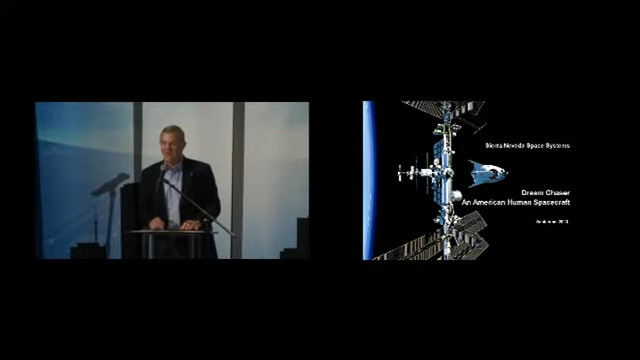 Sierra Nevada Space Systems
Dream Chaser
An American Human Spacecraft